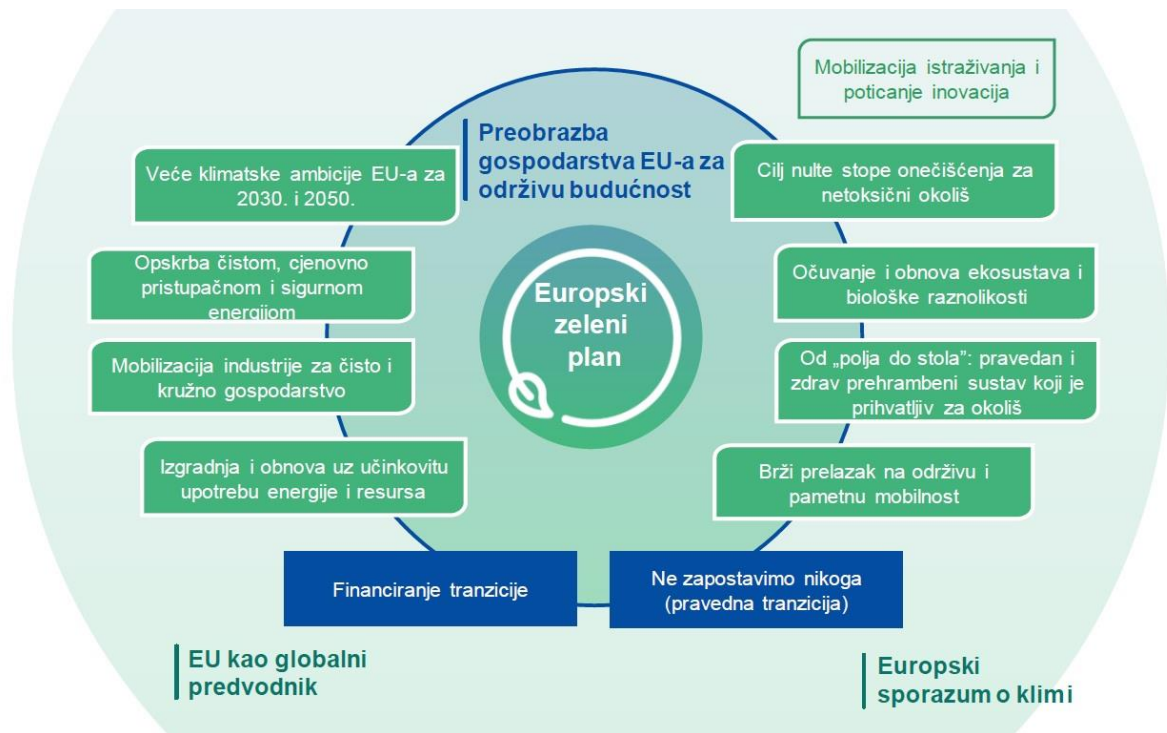 Mobilizacija istraživanja i
poticanje inovacija
Preobrazba
gospodarstva EU-a za
održivu budućnost
Veće klimatske ambicije EU-a za
2030. i 2050.
Cilj nulte stope onečišćenja za
netoksični okoliš
Opskrba čistom, cjenovno
pristupačnom i sigurnom
energijom
Očuvanje i obnova ekosustava i
biološke raznolikosti
Europski
zeleni
plan
Mobilizacija industrije za čisto i
kružno gospodarstvo
Od „polja do stola”: pravedan i
zdrav prehrambeni sustav koji je
prihvatljiv za okoliš
Izgradnja i obnova uz učinkovitu
upotrebu energije i resursa
Brži prelazak na održivu i
pametnu mobilnost
Financiranje tranzicije
Ne zapostavimo nikoga
(pravedna tranzicija)
EU kao globalni
predvodnik
Europski
sporazum o klimi